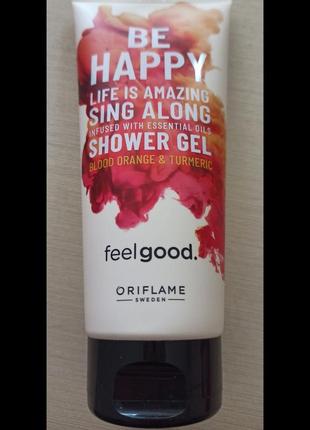 BE
HAPPY
LIFE IS AMAZING
SING ALONG
INFUSED WITH ESSENTIAL OILS
SHOWER GEL
BLOOD ORANGE & TURMERIC
feelgood.
ORIFLAME
SWEDEN